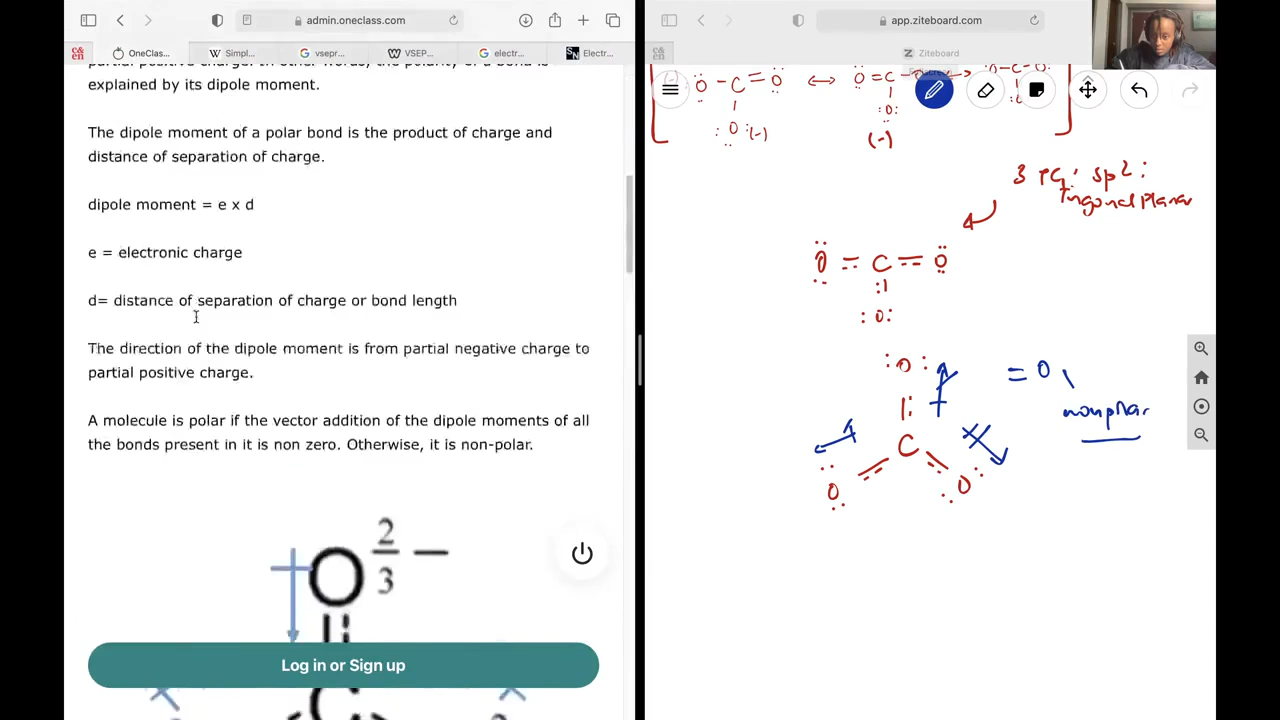 admin.oneclass.com
OneClas...
Simpl...
vsepr...
VSEP...
electr...
Electr...
explained by its dipole moment.
The dipole moment of a polar bond is the product of charge and
distance of separation of charge.
dipole moment = e x d
e = electronic charge
d= distance of separation of charge or bond length
The direction of the dipole moment is from partial negative charge to
partial positive charge.
A molecule is polar if the vector addition of the dipole moments of all
the bonds present in it is non zero. Otherwise, it is non-polar.
O 2/3 −
C
Log in or Sign up
app.ziteboard.com
Ziteboard
O - C = O ↔ O = C
O (-)
O
(-)
sp2:
Trigonal Planar
O = C = O
O
O
= O
nonpolar
C
O O